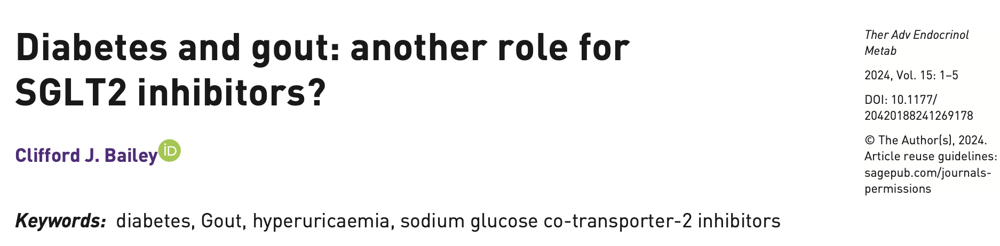 Diabetes and gout: another role for
SGLT2 inhibitors?
Clifford J. Bailey iD
Keywords: diabetes, Gout, hyperuricaemia, sodium glucose co-transporter-2 inhibitors
Ther Adv Endocrinol
Metab
2024, Vol. 15: 1–5
DOI: 10.1177/
20420188241269178
© The Author(s), 2024.
Article reuse guidelines:
sagepub.com/journals-
permissions